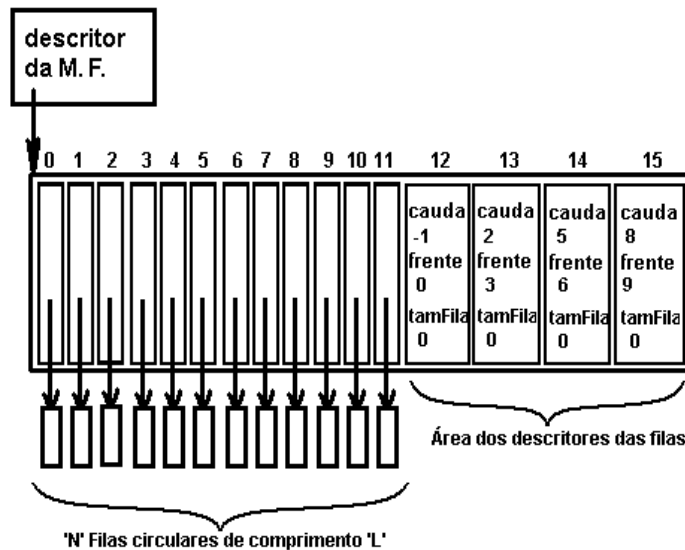 descritor
da M. F.
0 1 2 3 4 5 6 7 8 9 10 11 12 13 14 15
cauda
-1
frente
0
tamFila
0
cauda
2
frente
3
tamFila
0
cauda
5
frente
6
tamFila
0
cauda
8
frente
9
tamFila
0
Área dos descritores das filas
'N' Filas circulares de comprimento 'L'